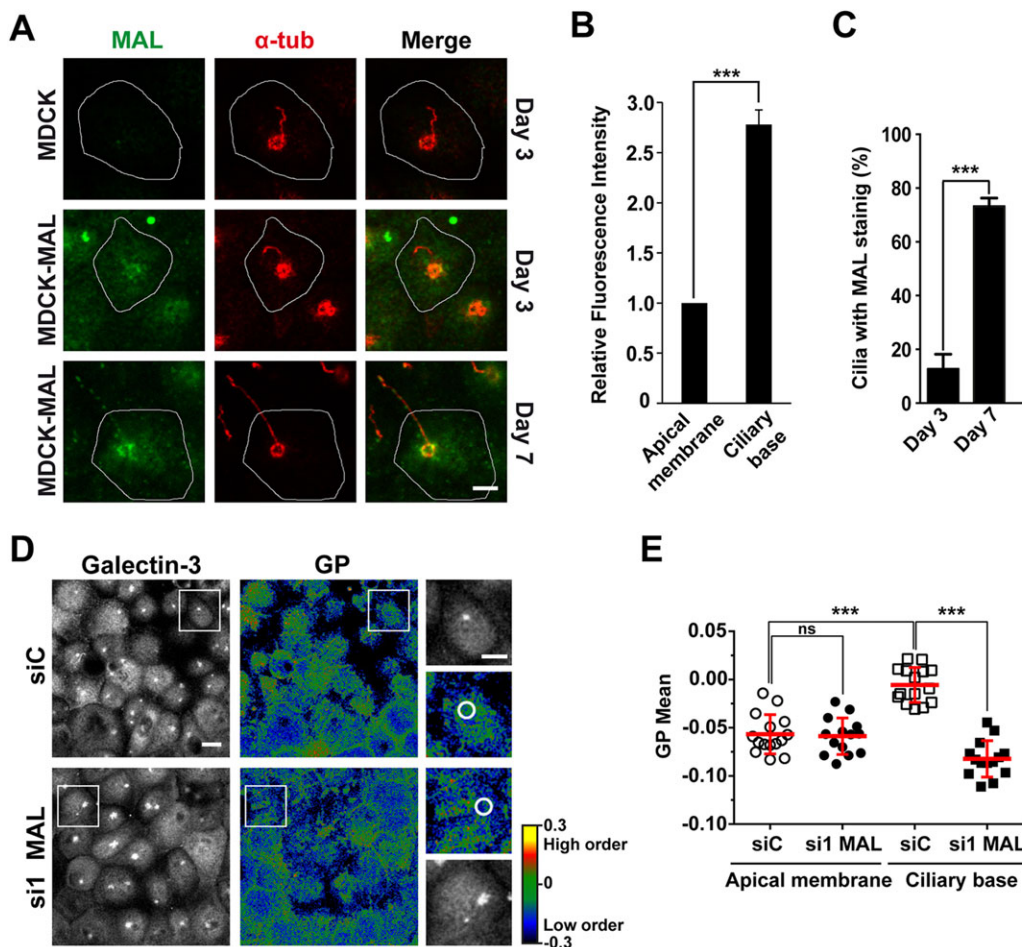 A
MAL
α-tub
Merge
MDCK
Day 3
MDCK-MAL
Day 3
MDCK-MAL
Day 7
B
***
Relative Fluorescence Intensity
3.0
2.5
2.0
1.5
1.0
0.5
0
Apical membrane
Ciliary base
C
***
Cilia with MAL stainig (%)
100
80
60
40
20
0
Day 3
Day 7
D
Galectin-3
GP
siC
si1 MAL
0.3
High order
0
Low order
-0.3
E
***
***
ns
GP Mean
0.05
0.00
-0.05
-0.10
-0.10
siC
si1 MAL
siC
si1 MAL
Apical membrane
Ciliary base